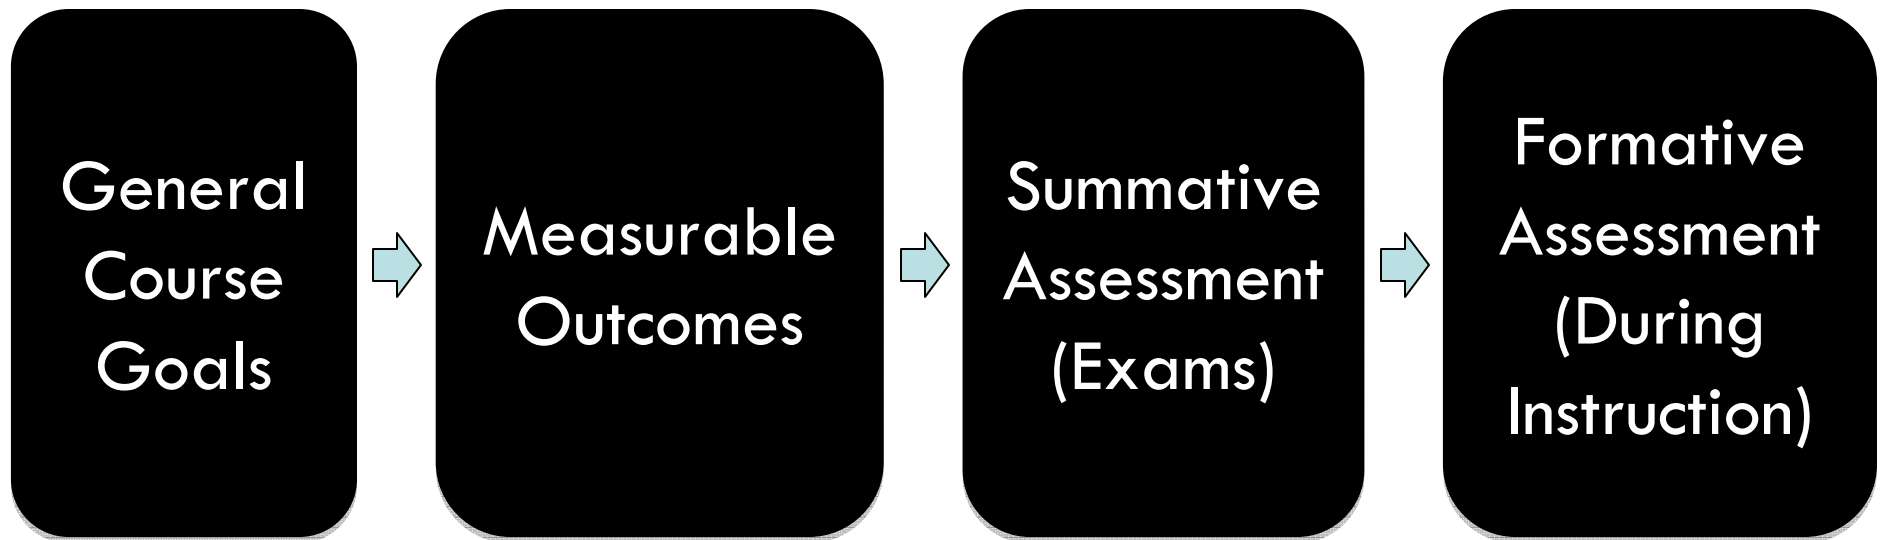 General
Course
Goals
Measurable
Outcomes
Summative
Assessment
(Exams)
Formative
Assessment
(During
Instruction)